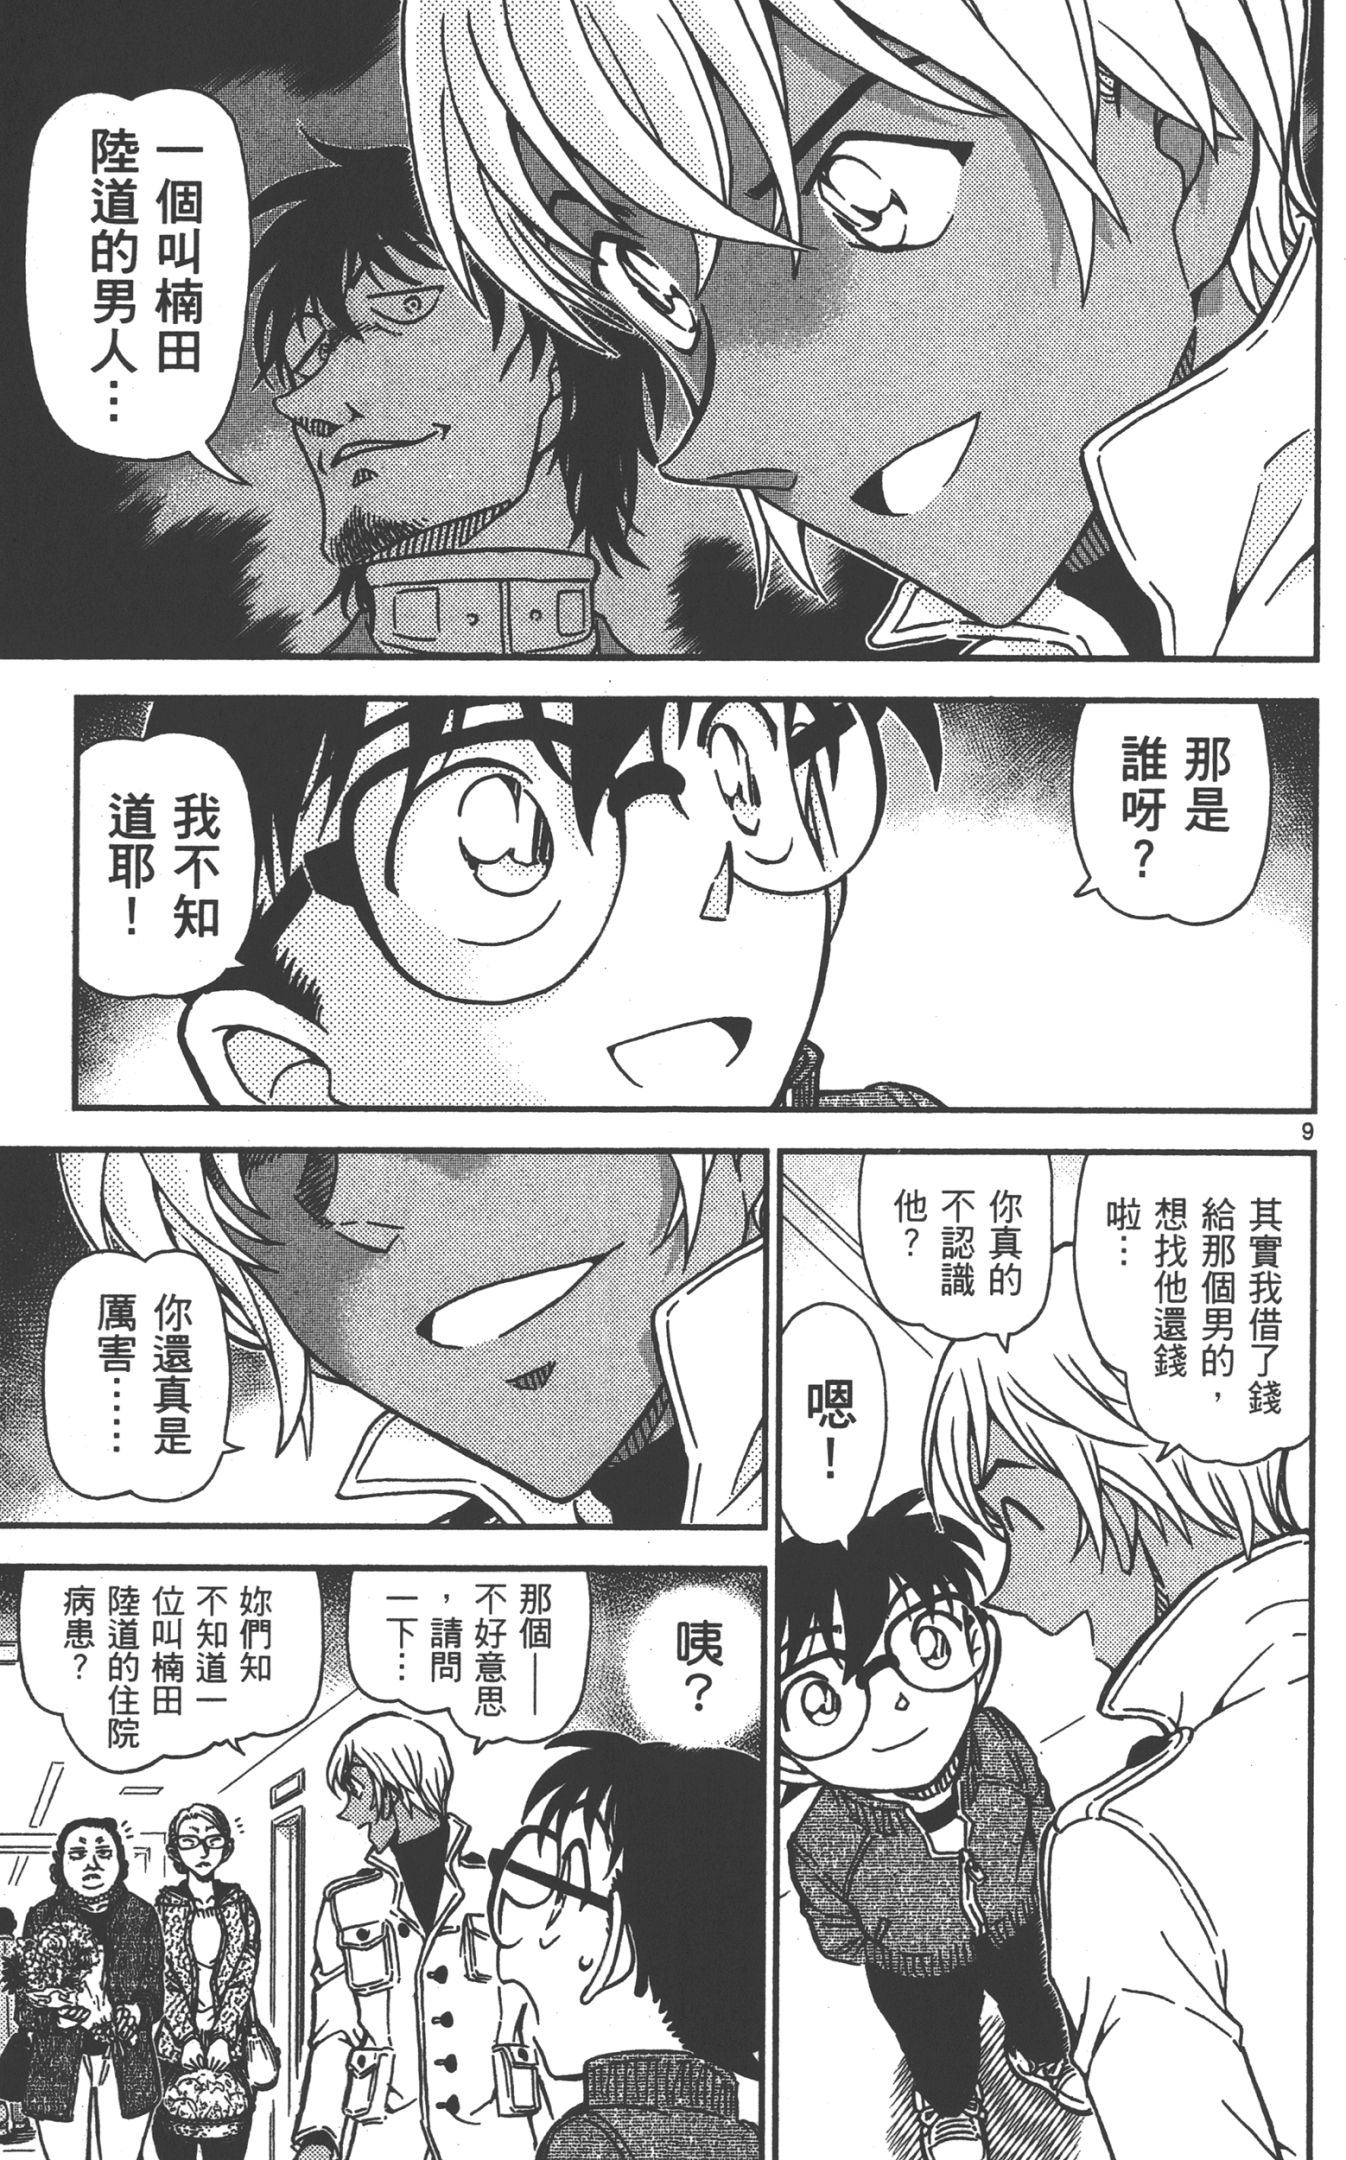 一個叫楠田
陸道的男人…
那是
誰呀？
我不知
道耶！
9
其實我借了錢
給那個男的，
想找他還錢
啦…
你真的
不認識
他？
嗯！
你還真是
厲害……
咦？
那個——
不好意思
，請問
一下…
妳們知
不知道一
位叫楠田
陸道的住院
病患？